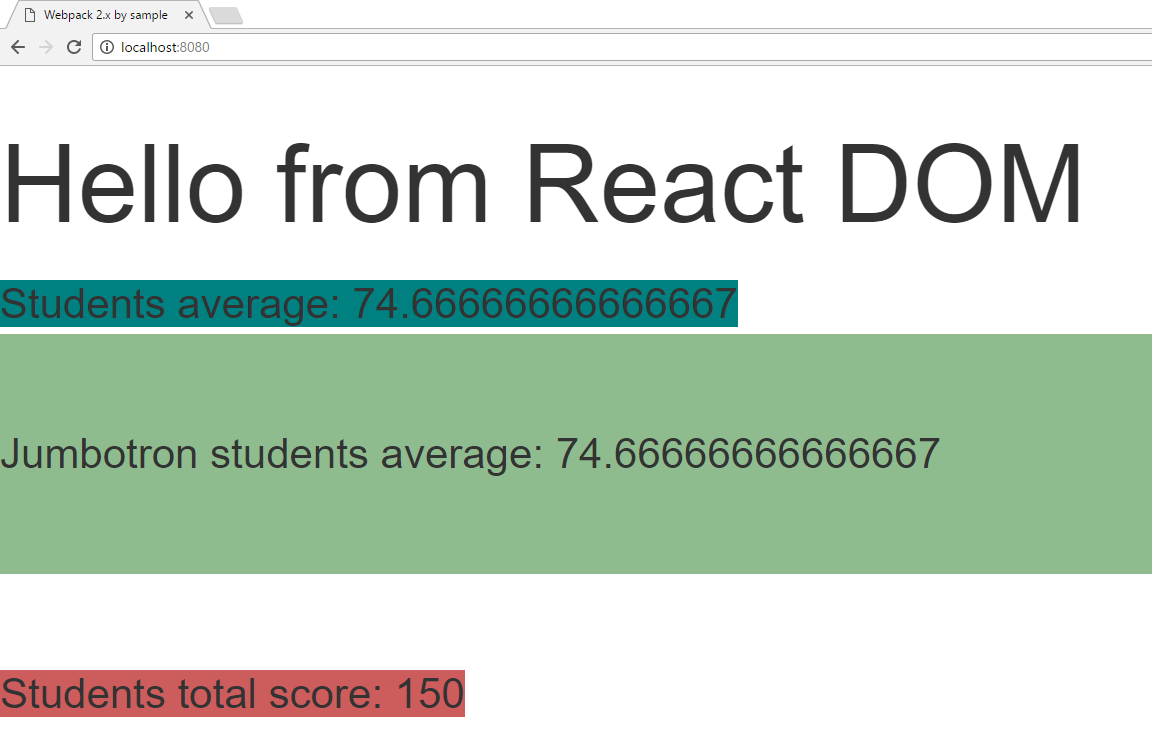 Webpack 2.x by sample
localhost:8080
Hello from React DOM
Students average: 74.66666666666667
Jumbotron students average: 74.66666666666667
Students total score: 150